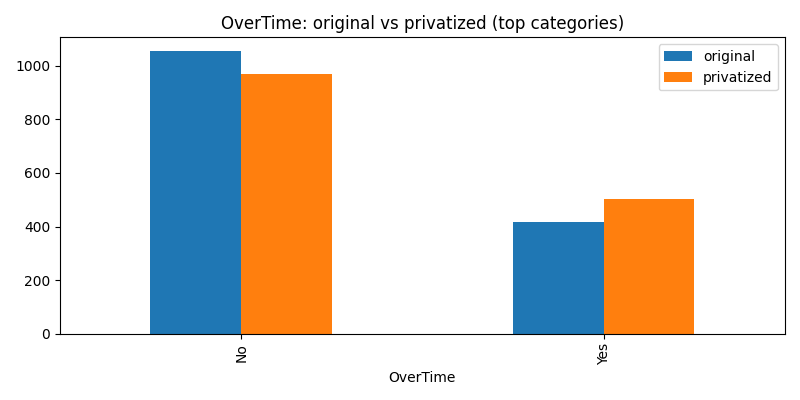 OverTime: original vs privatized (top categories)
original
privatized
1000
800
600
400
200
0
No
Yes
OverTime